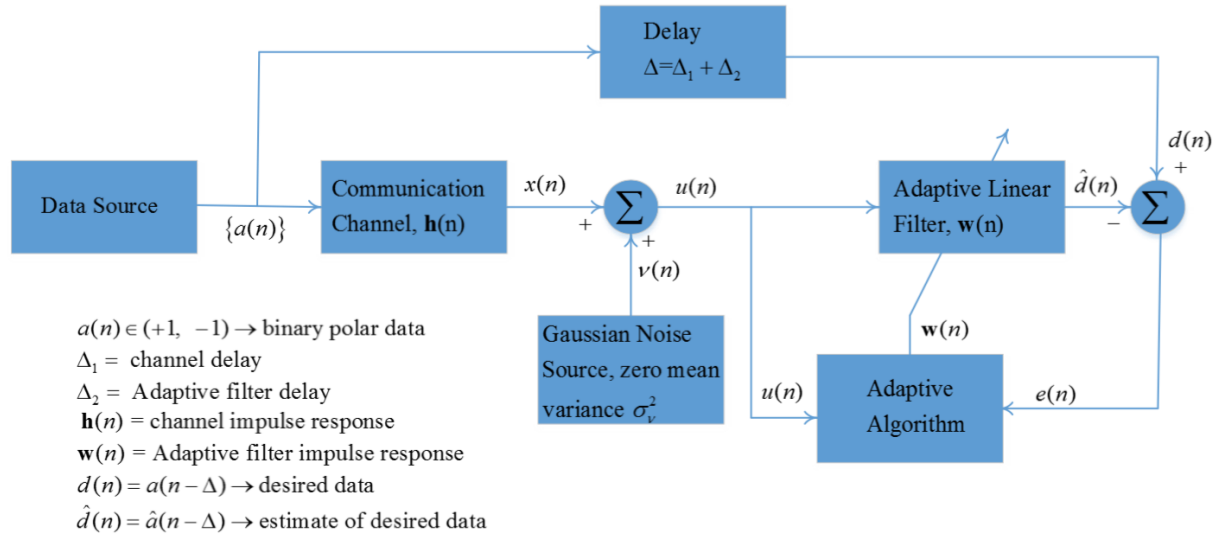 Delay
Δ=Δ₁ + Δ₂
d(n)
+
Data Source
{a(n)}
Communication
Channel, h(n)
x(n)
+
Σ
+
u(n)
ν(n)
Adaptive Linear
Filter, w(n)
d̂(n)
−
Σ
Gaussian Noise
Source, zero mean
variance σ²ᵥ
u(n)
w(n)
Adaptive
Algorithm
e(n)
a(n) ∈ (+1, −1) → binary polar data
Δ₁ = channel delay
Δ₂ = Adaptive filter delay
h(n) = channel impulse response
w(n) = Adaptive filter impulse response
d(n) = a(n−Δ) → desired data
d̂(n) = â(n−Δ) → estimate of desired data